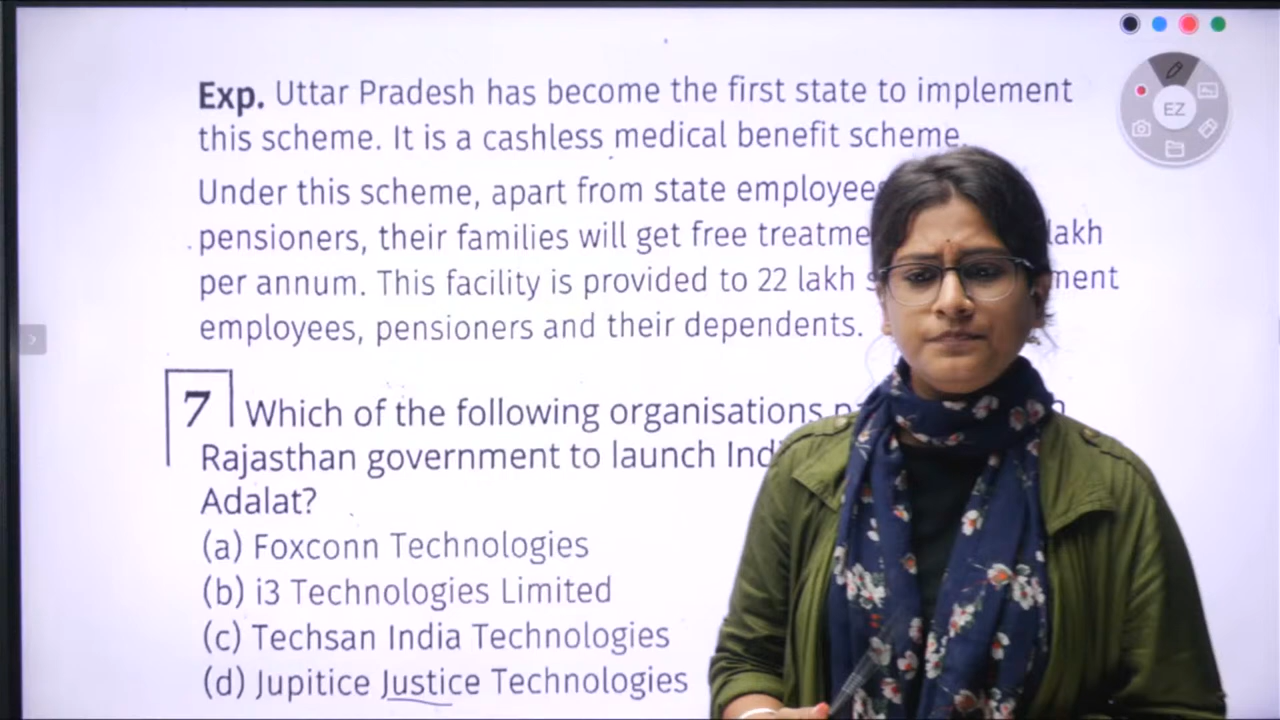 Exp. Uttar Pradesh has become the first state to implement
this scheme. It is a cashless medical benefit scheme.
Under this scheme, apart from state employee
pensioners, their families will get free treatme lakh
per annum. This facility is provided to 22 lakh s ment
employees, pensioners and their dependents.
7 Which of the following organisations
Rajasthan government to launch Ind
Adalat?
(a) Foxconn Technologies
(b) i3 Technologies Limited
(c) Techsan India Technologies
(d) Jupitice Justice Technologies
EZ